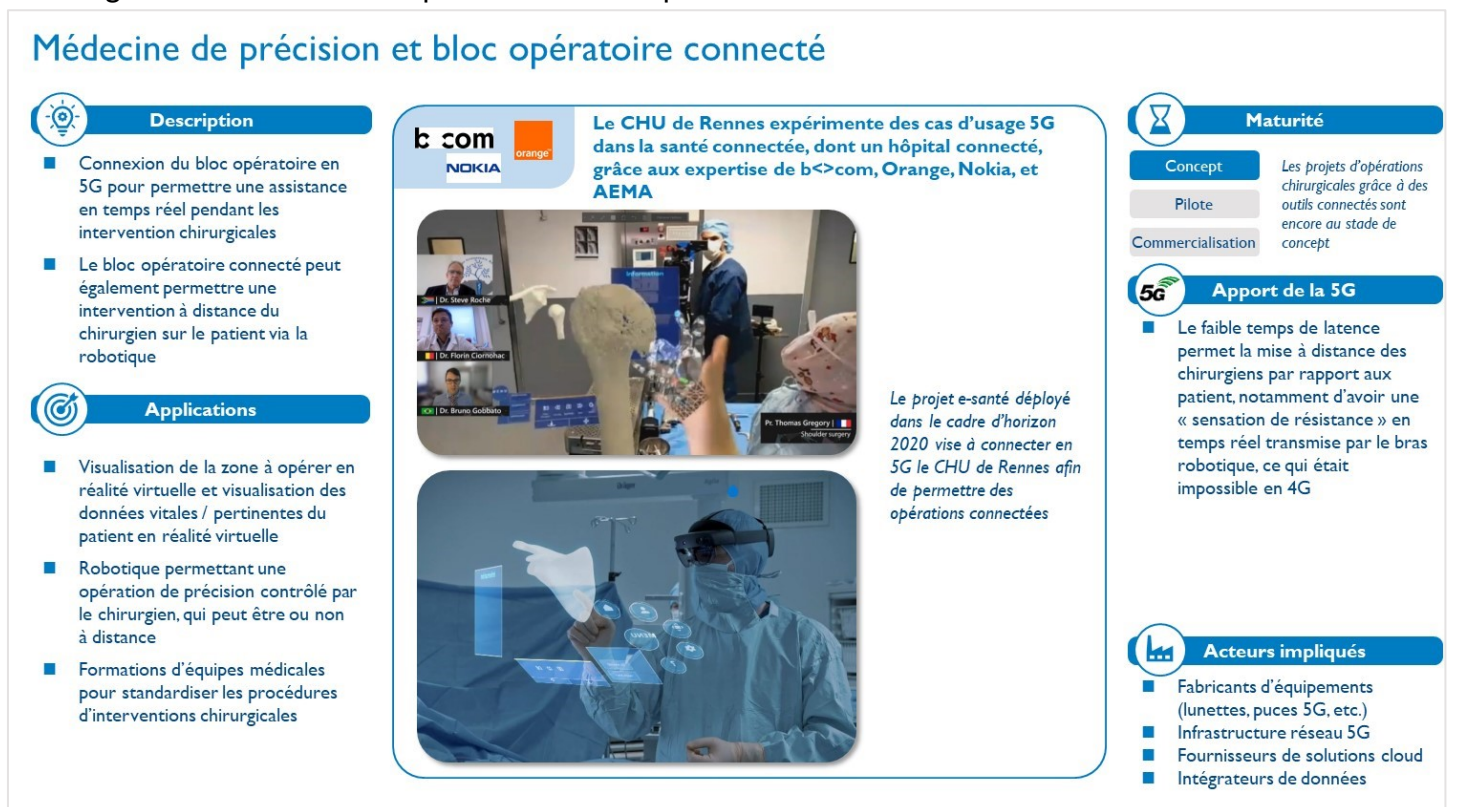 Médecine de précision et bloc opératoire connecté
Description
■ Connexion du bloc opératoire en
5G pour permettre une assistance
en temps réel pendant les
intervention chirurgicales
■ Le bloc opératoire connecté peut
également permettre une
intervention à distance du
chirurgien sur le patient via la
robotique
Applications
■ Visualisation de la zone à opérer en
réalité virtuelle et visualisation des
données vitales / pertinentes du
patient en réalité virtuelle
■ Robotique permettant une
opération de précision contrôlé par
le chirurgien, qui peut être ou non
à distance
■ Formations d'équipes médicales
pour standardiser les procédures
d'interventions chirurgicales
b com
orange
NOKIA
Le CHU de Rennes expérimente des cas d'usage 5G
dans la santé connectée, dont un hôpital connecté,
grâce aux expertise de b<>com, Orange, Nokia, et
AEMA
Information
| Dr. Steve Roche
| Dr. Florin Ciornohac
| Dr. Bruno Gobbato
Pr. Thomas Gregory |
Shoulder surgery
Dräger
Le projet e-santé déployé
dans le cadre d'horizon
2020 vise à connecter en
5G le CHU de Rennes afin
de permettre des
opérations connectées
Maturité
Concept
Pilote
Commercialisation
Les projets d'opérations
chirurgicales grâce à des
outils connectés sont
encore au stade de
concept
5G
Apport de la 5G
■ Le faible temps de latence
permet la mise à distance des
chirurgiens par rapport aux
patient, notamment d'avoir une
« sensation de résistance » en
temps réel transmise par le bras
robotique, ce qui était
impossible en 4G
Acteurs impliqués
■ Fabricants d'équipements
(lunettes, puces 5G, etc.)
■ Infrastructure réseau 5G
■ Fournisseurs de solutions cloud
■ Intégrateurs de données